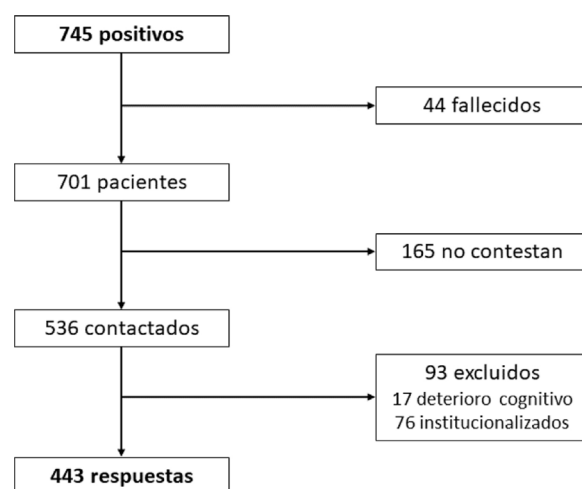 745 positivos
44 fallecidos
701 pacientes
165 no contestan
536 contactados
93 excluidos
17 deterioro cognitivo
76 institucionalizados
443 respuestas